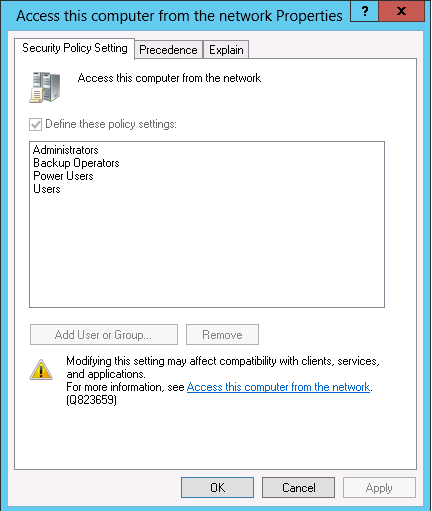 Access this computer from the network Properties
? x
Security Policy Setting Precedence Explain
Access this computer from the network
Define these policy settings:
Administrators
Backup Operators
Power Users
Users
Add User or Group... Remove
Modifying this setting may affect compatibility with clients, services,
and applications.
For more information, see Access this computer from the network.
(Q823659)
OK Cancel Apply